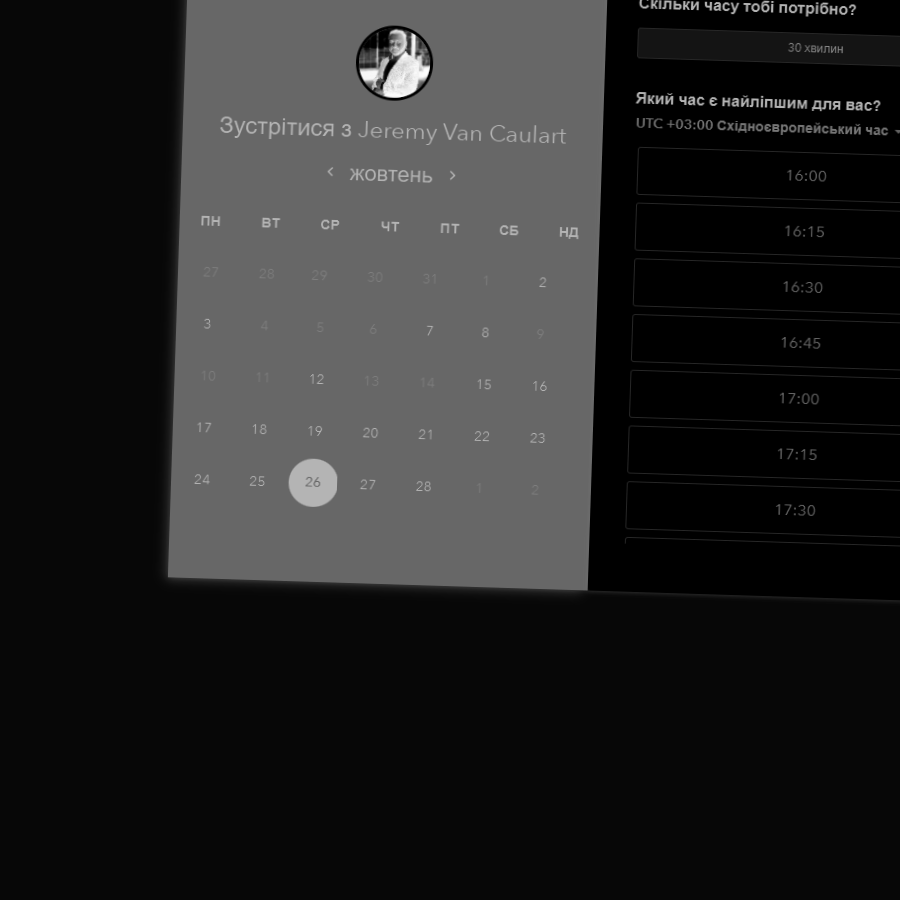 Зустрітися з Jeremy Van Caulart
жовтень
ПН ВТ СР ЧТ ПТ СБ НД
27 28 29 30 31 1 2
3 4 5 6 7 8 9
10 11 12 13 14 15 16
17 18 19 20 21 22 23
24 25 26 27 28 1 2
Скільки часу тобі потрібно?
30 хвилин
Який час є найліпшим для вас?
UTC +03:00 Східноєвропейський час
16:00
16:15
16:30
16:45
17:00
17:15
17:30